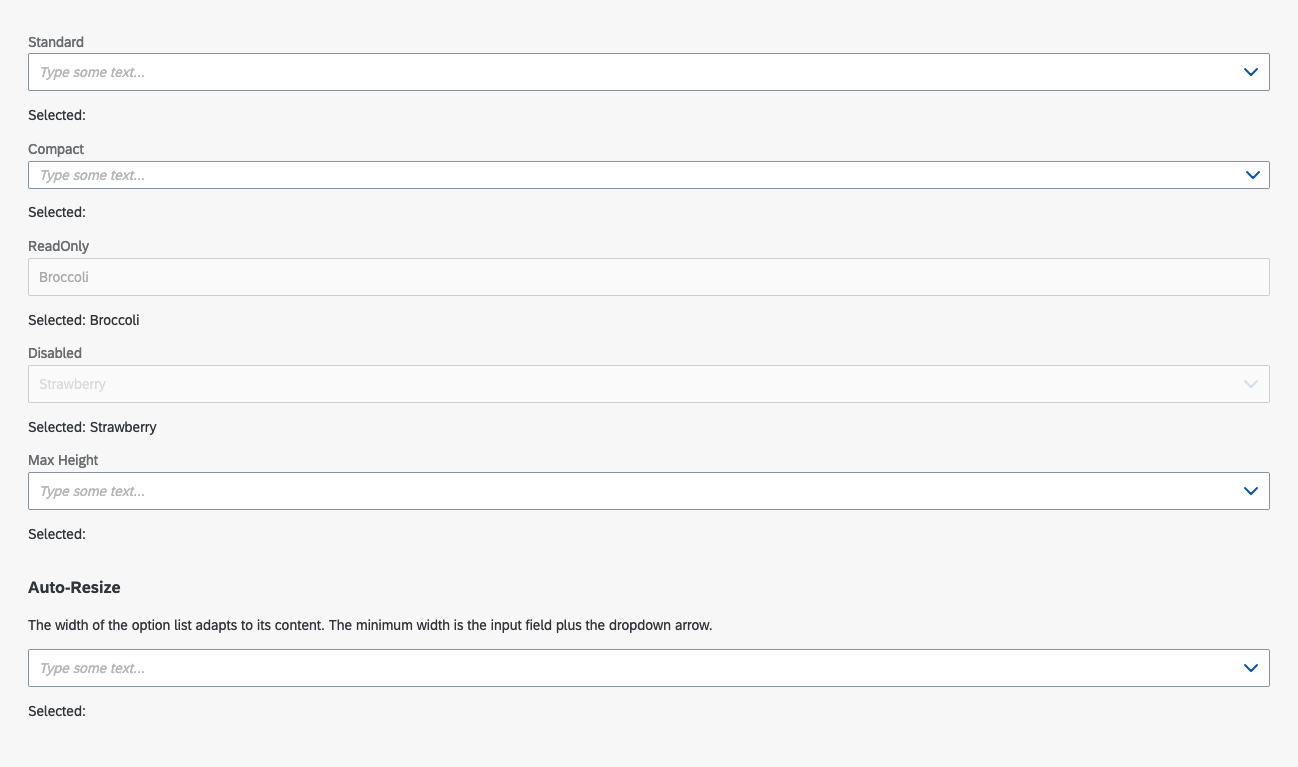 Standard
Type some text...
Selected:
Compact
Type some text...
Selected:
ReadOnly
Broccoli
Selected: Broccoli
Disabled
Strawberry
Selected: Strawberry
Max Height
Type some text...
Selected:
Auto-Resize
The width of the option list adapts to its content. The minimum width is the input field plus the dropdown arrow.
Type some text...
Selected: